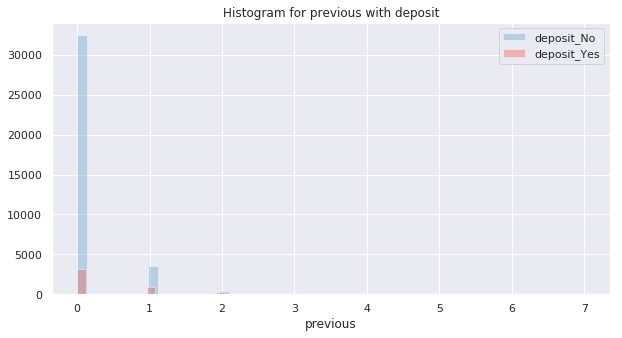 Histogram for previous with deposit
deposit_No
deposit_Yes
30000
25000
20000
15000
10000
5000
0
0 1 2 3 4 5 6 7
previous